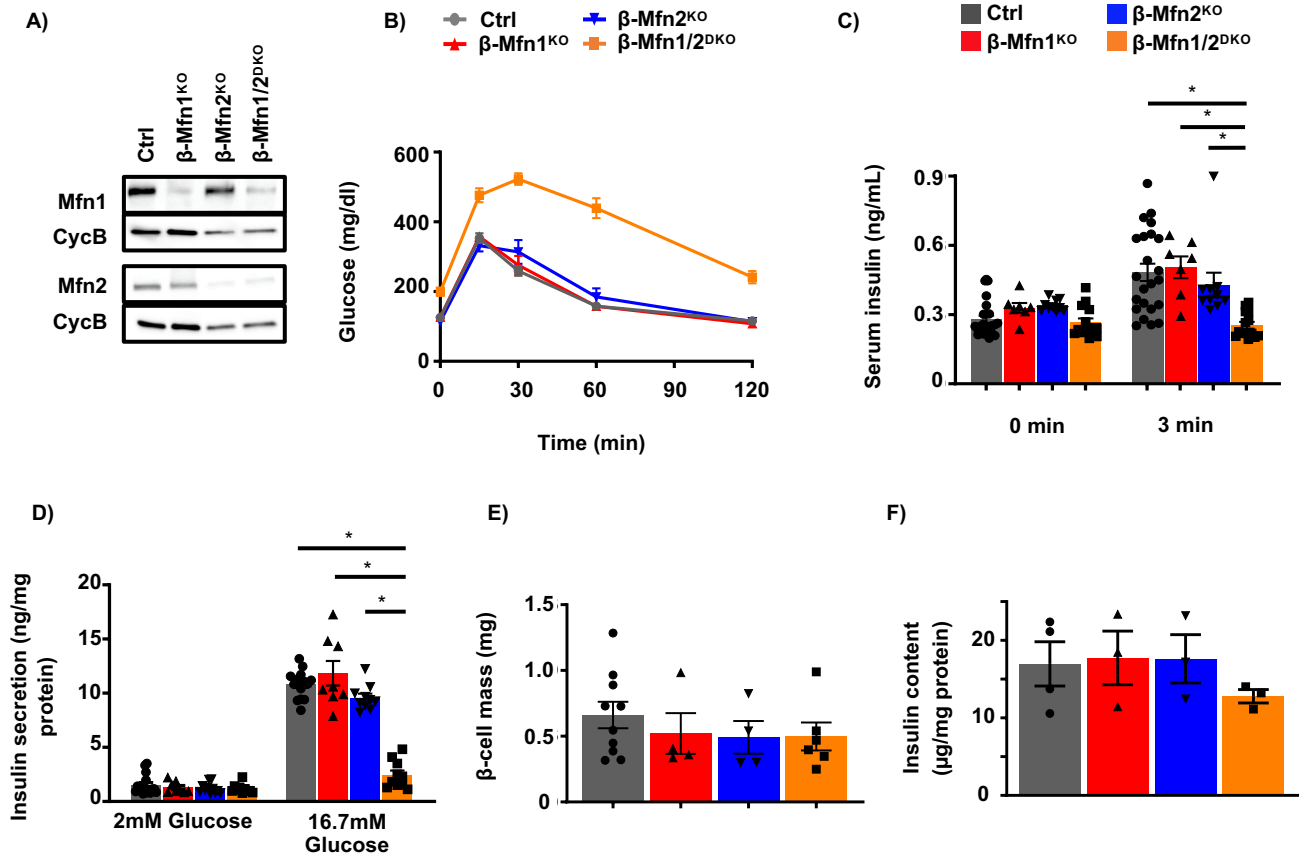 A)
Ctrl
β-Mfn1KO
β-Mfn2KO
β-Mfn1/2DKO
Mfn1
CycB
Mfn2
CycB
B)
Ctrl
β-Mfn2KO
β-Mfn1KO
β-Mfn1/2DKO
Glucose (mg/dl)
600
400
200
0
0
30
60
90
120
Time (min)
C)
Ctrl
β-Mfn2KO
β-Mfn1KO
β-Mfn1/2DKO
*
*
*
Serum insulin (ng/mL)
0.9
0.6
0.3
0
0 min
3 min
D)
*
*
*
Insulin secretion (ng/mg
protein)
20
15
10
5
0
2mM Glucose
16.7mM
Glucose
E)
β-cell mass (mg)
1.5
1.0
0.5
0
F)
Insulin content
(µg/mg protein)
20
10
0